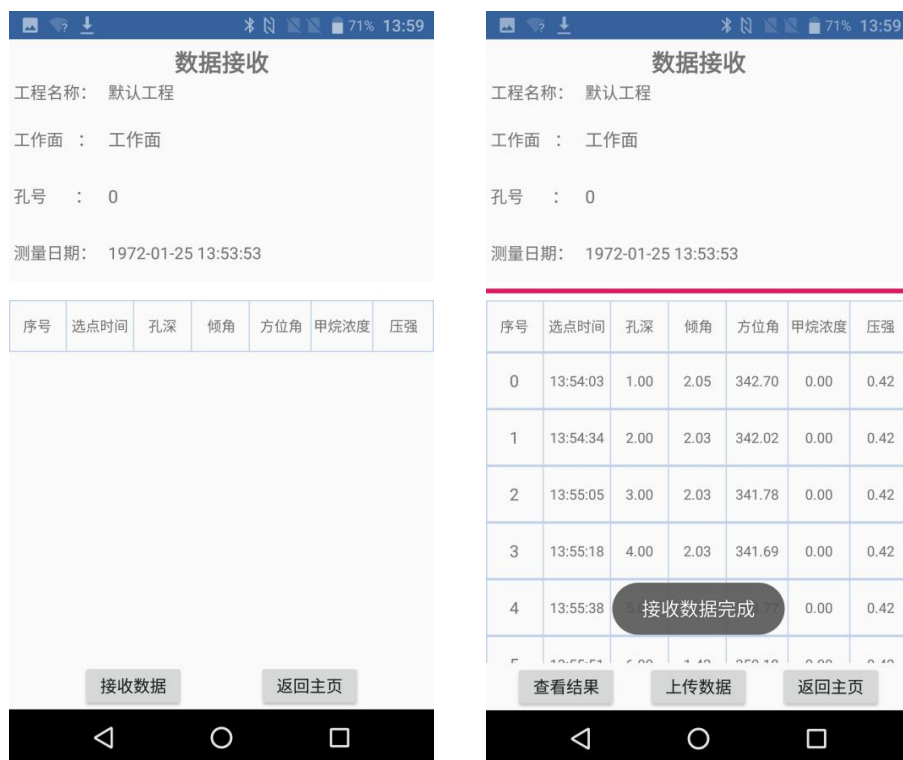 71% 13:59
数据接收
工程名称： 默认工程
工作面 ： 工作面
孔号 ： 0
测量日期： 1972-01-25 13:53:53
序号 选点时间 孔深 倾角 方位角 甲烷浓度 压强
接收数据 返回主页
71% 13:59
数据接收
工程名称： 默认工程
工作面 ： 工作面
孔号 ： 0
测量日期： 1972-01-25 13:53:53
序号 选点时间 孔深 倾角 方位角 甲烷浓度 压强
0 13:54:03 1.00 2.05 342.70 0.00 0.42
1 13:54:34 2.00 2.03 342.02 0.00 0.42
2 13:55:05 3.00 2.03 341.78 0.00 0.42
3 13:55:18 4.00 2.03 341.69 0.00 0.42
4 13:55:38 0.00 0.42
接收数据完成
查看结果 上传数据 返回主页